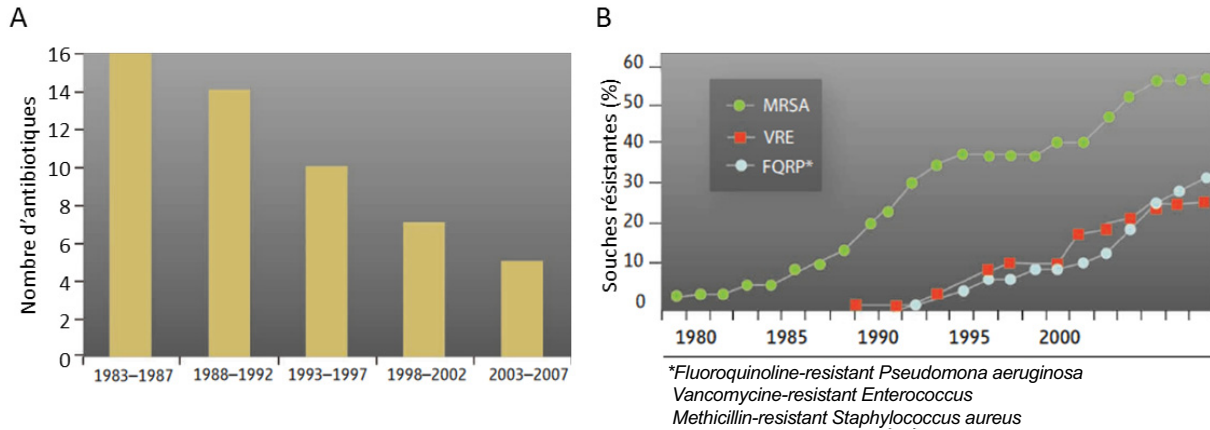 A
Nombre d'antibiotiques
16
14
12
10
8
6
4
2
0
1983–1987 1988–1992 1993–1997 1998–2002 2003–2007
B
Souches résistantes (%)
60
50
40
30
20
10
0
MRSA
VRE
FQRP*
1980 1985 1990 1995 2000
*Fluoroquinoline-resistant Pseudomona aeruginosa
Vancomycine-resistant Enterococcus
Methicillin-resistant Staphylococcus aureus